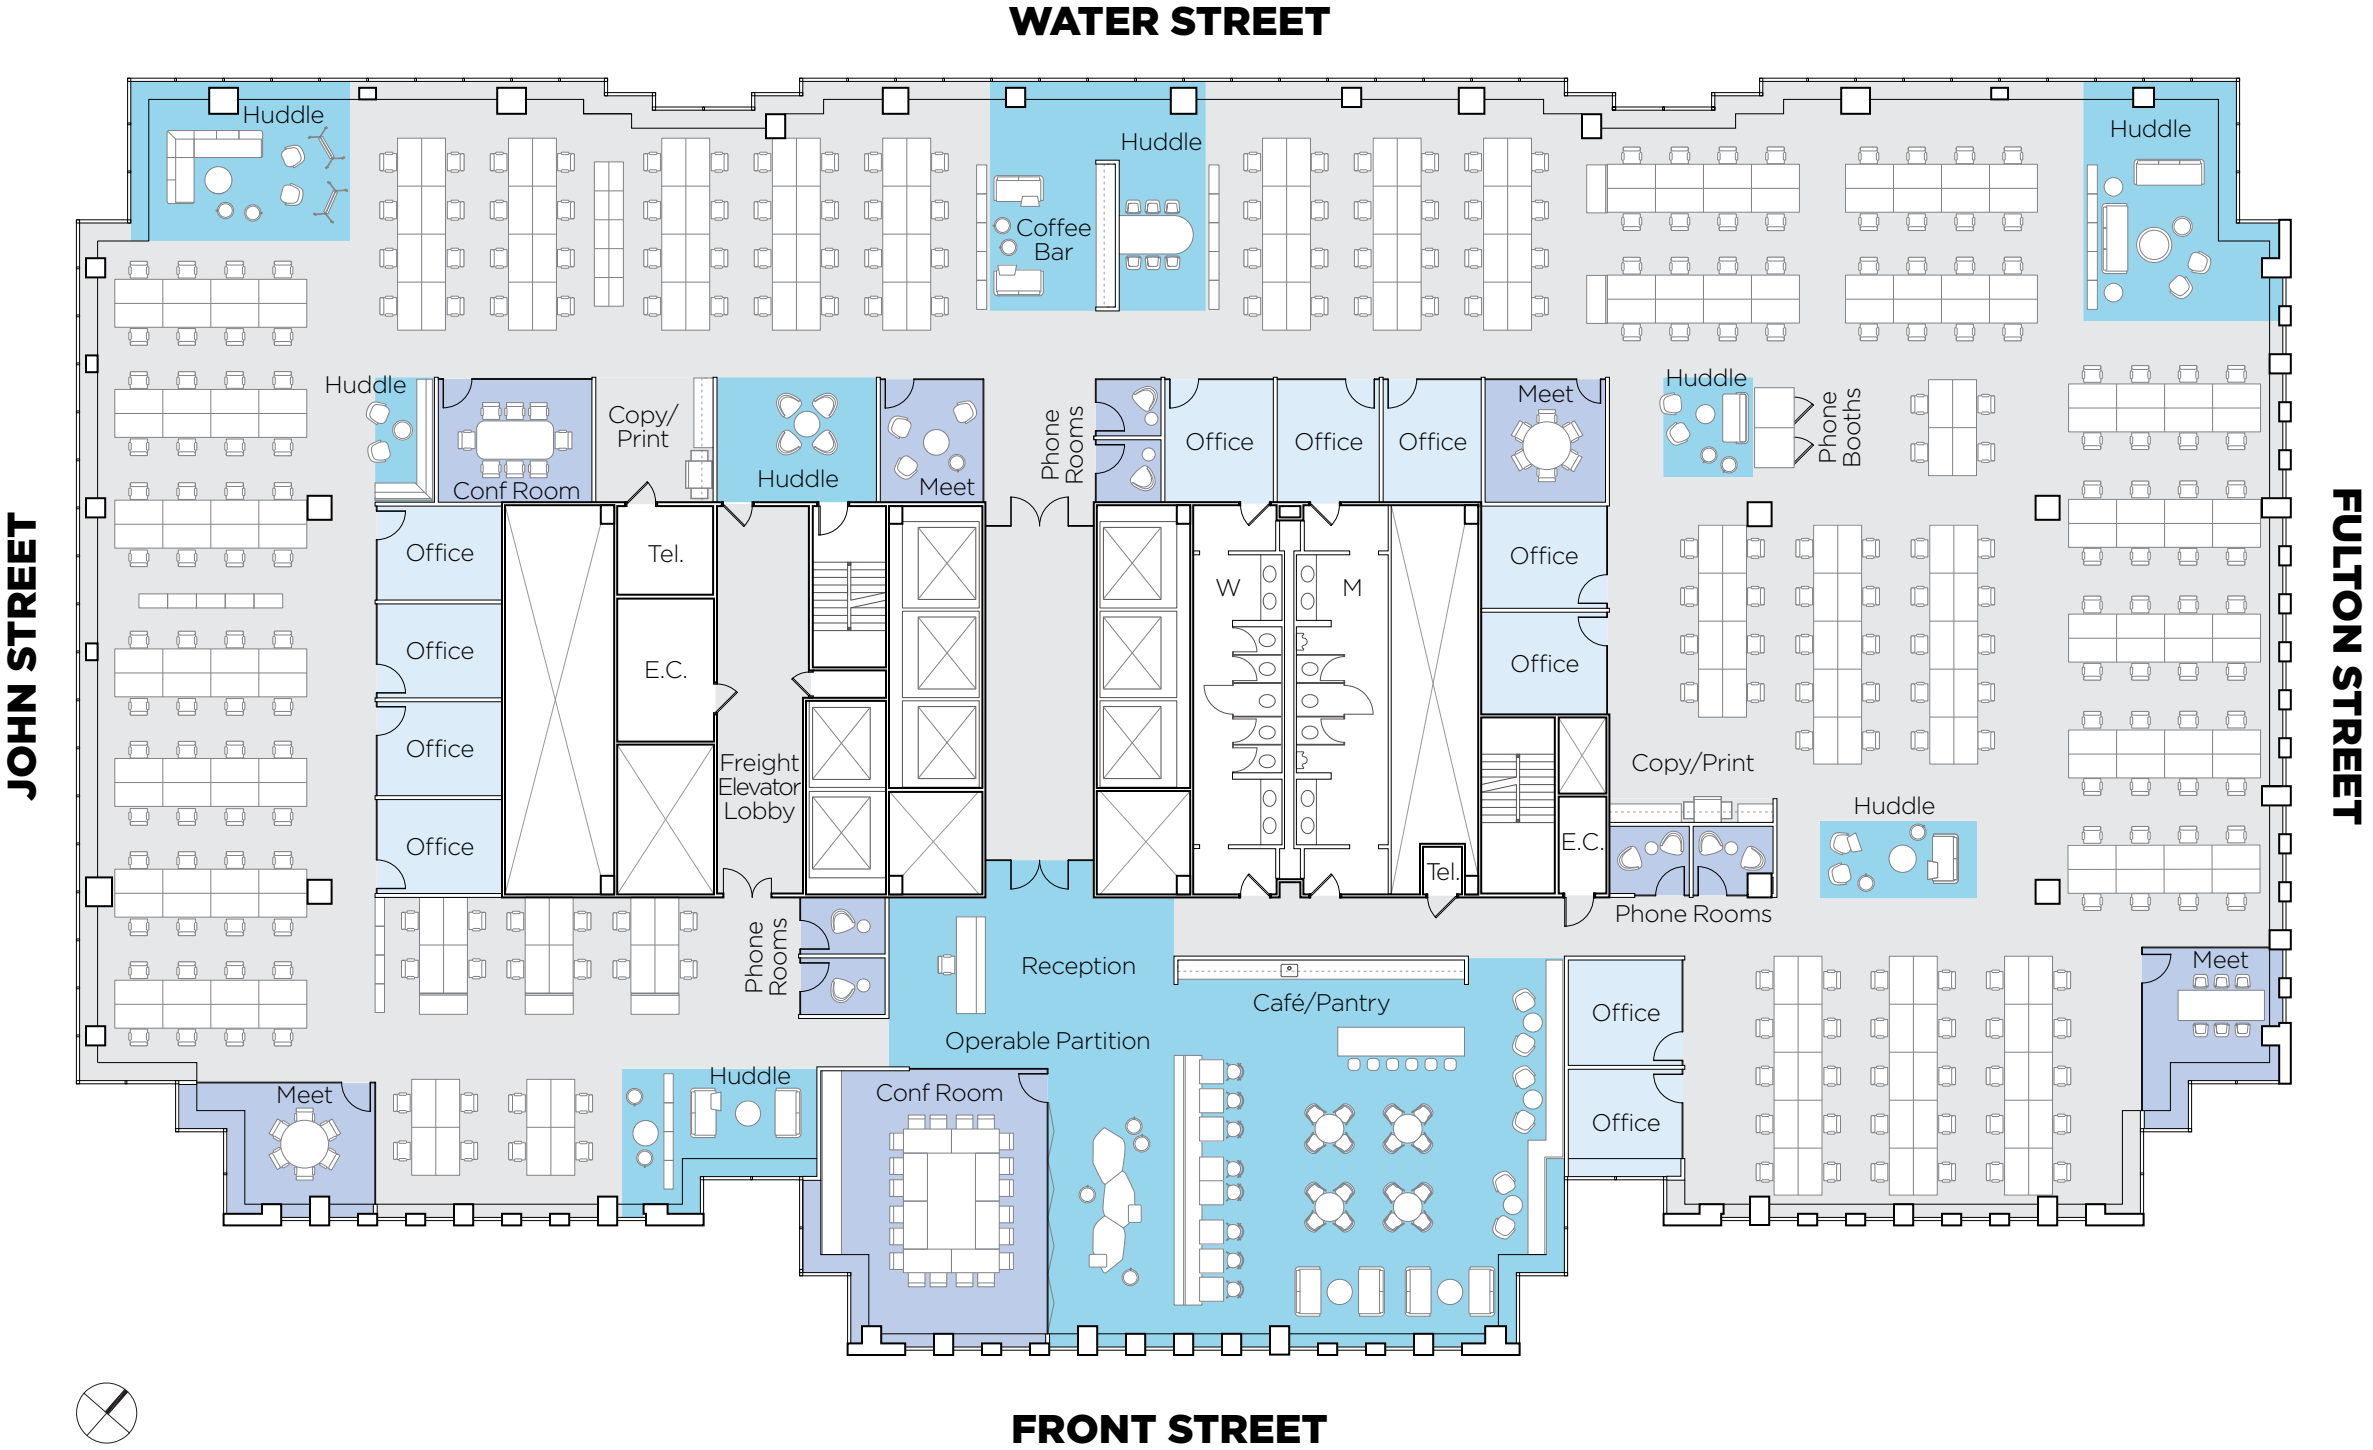 WATER STREET
Huddle
Huddle
Huddle
Coffee
Bar
Huddle
Conf Room
Copy/
Print
Huddle
Meet
Phone
Rooms
Office
Office
Office
Meet
Huddle
Phone
Booths
JOHN STREET
FULTON STREET
Office
Office
Office
Office
Tel.
E.C.
Freight
Elevator
Lobby
W
M
Office
Office
Tel.
E.C.
Copy/Print
Huddle
Phone Rooms
Phone
Rooms
Reception
Operable Partition
Café/Pantry
Office
Office
Meet
Meet
Huddle
Conf Room
FRONT STREET